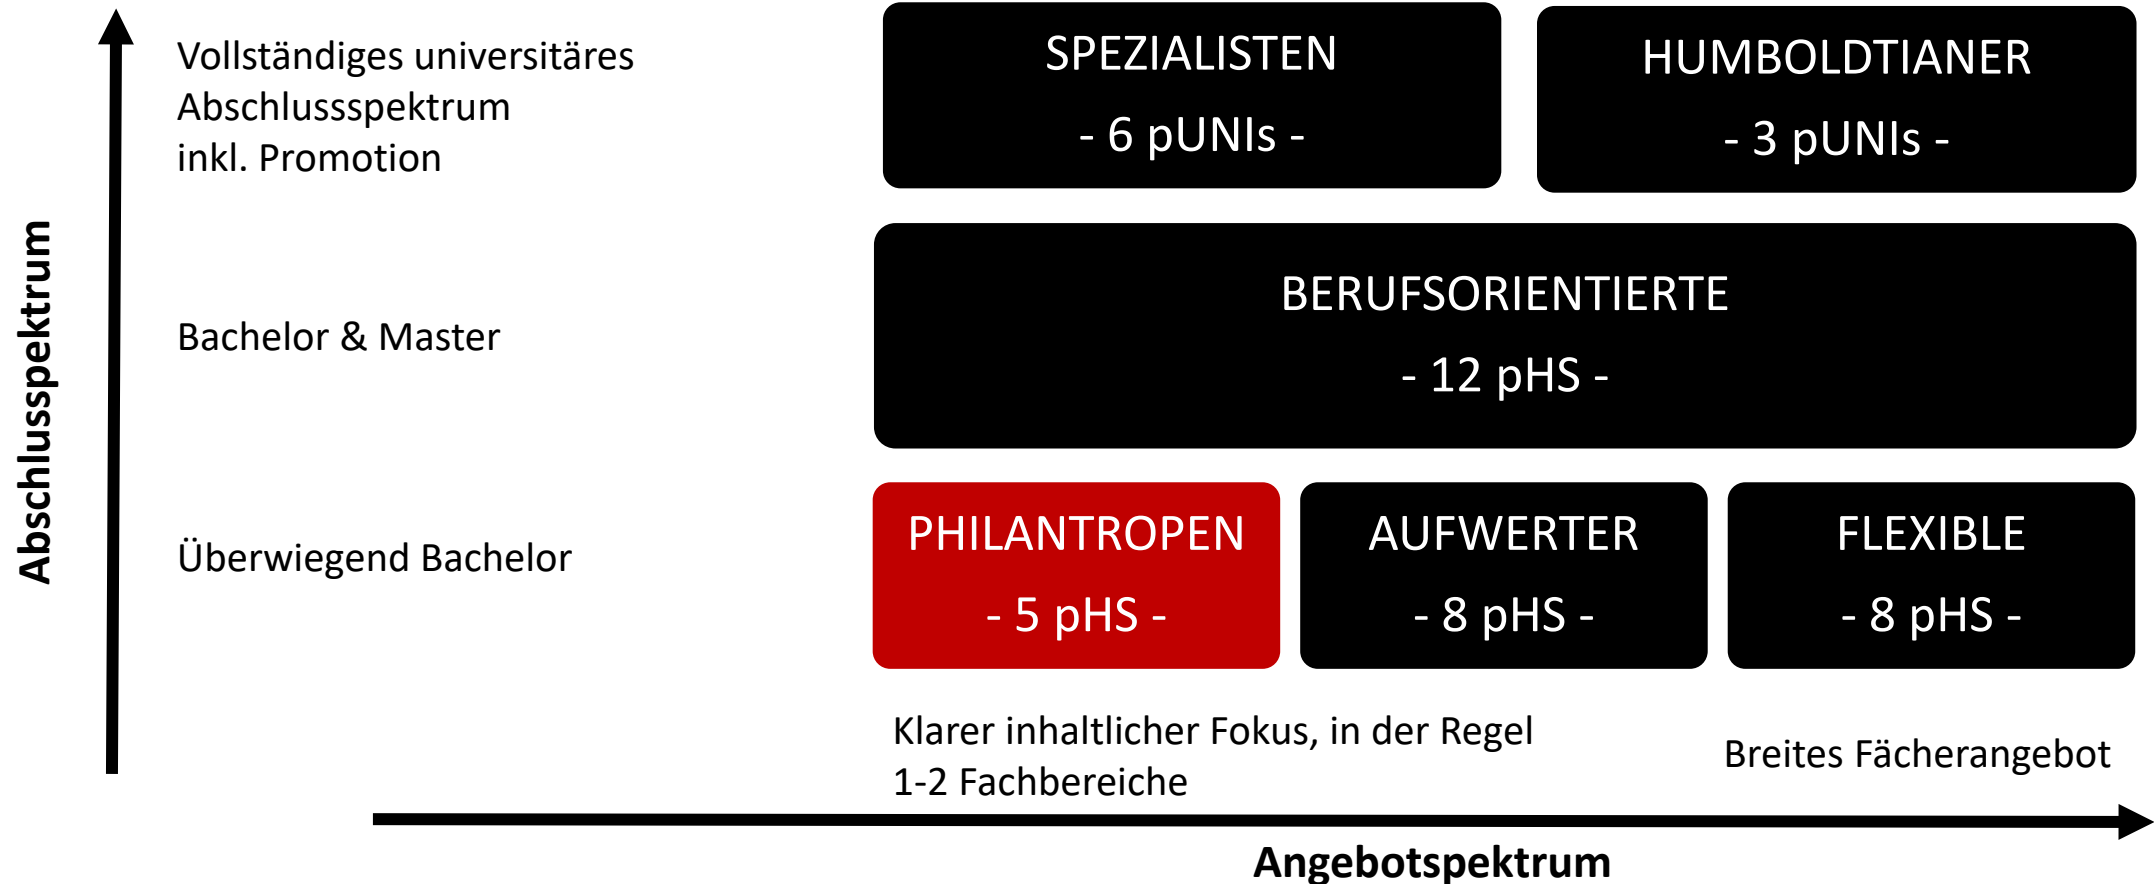 Vollständiges universitäres
Abschlussspektrum
inkl. Promotion
SPEZIALISTEN
- 6 pUNIs -
HUMBOLDTIANER
- 3 pUNIs -
Abschlusspektrum
Bachelor & Master
BERUFSORIENTIERTE
- 12 pHS -
Überwiegend Bachelor
PHILANTROPEN
- 5 pHS -
AUFWERTER
- 8 pHS -
FLEXIBLE
- 8 pHS -
Klarer inhaltlicher Fokus, in der Regel
1-2 Fachbereiche
Breites Fächerangebot
Angebotspektrum